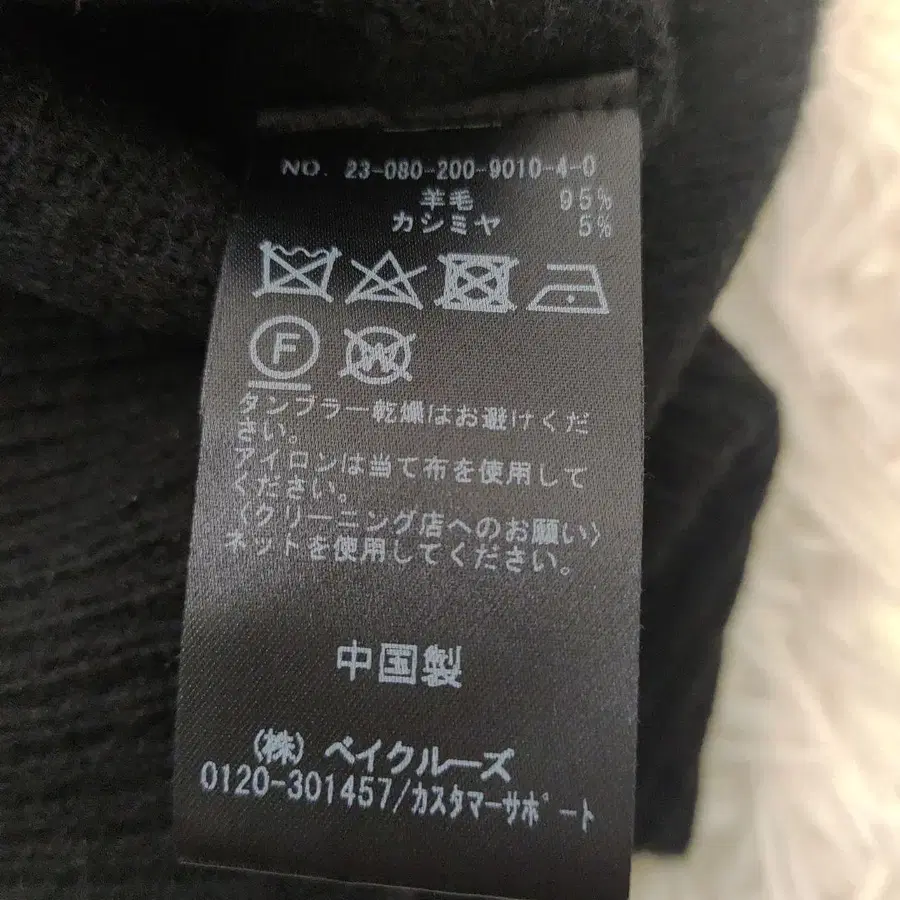 NO. 23-080-200-9010-4-0
羊毛 95%
カシミヤ 5%
F
W
タンブラー乾燥はお避けくだ
さい。
アイロンは当て布を使用して
ください。
〈クリーニング店へのお願い〉
ネットを使用してください。
中国製
(株) ベイクルーズ
0120-301457/カスタマーサポート